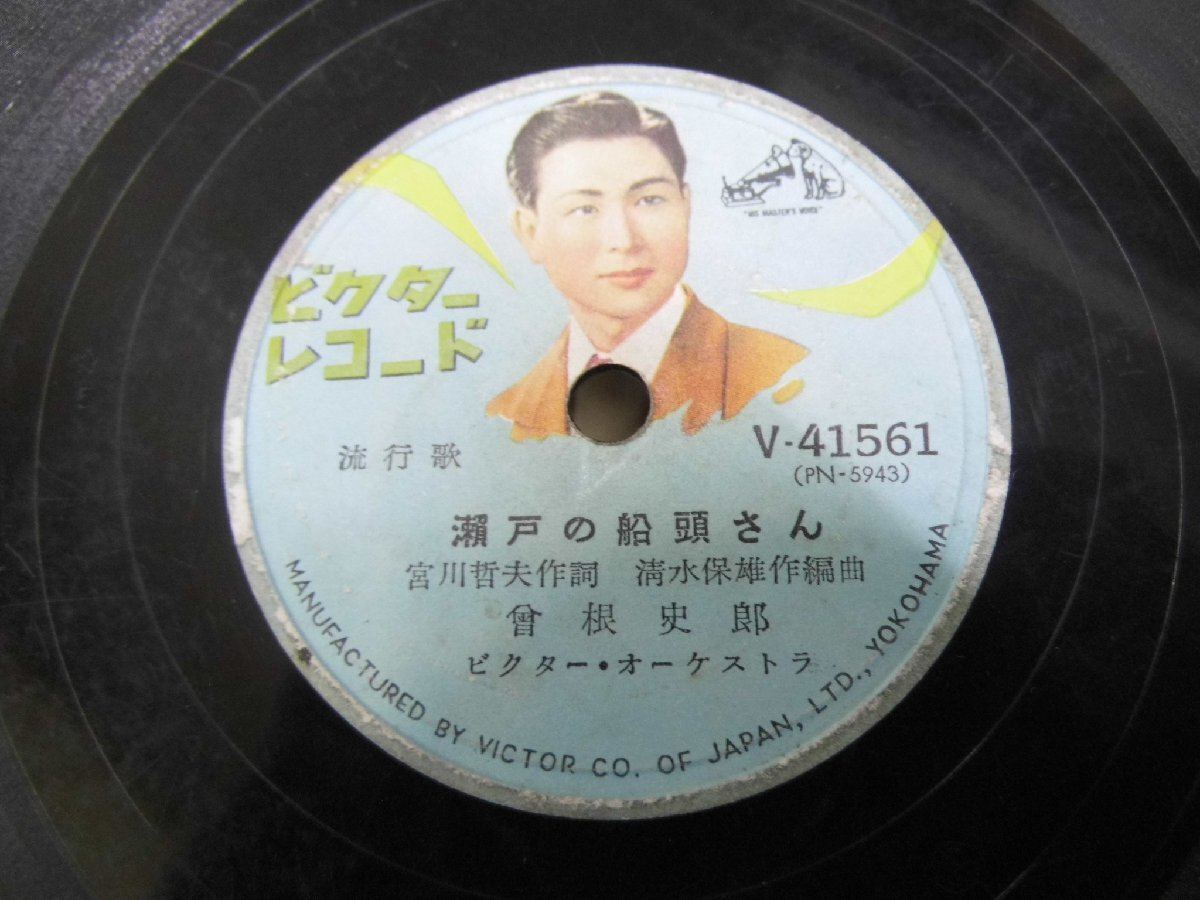 "HIS MASTER'S VOICE"
ビクター
レコード
流行歌
V-41561
(PN-5943)
瀬戸の船頭さん
宮川哲夫作詞 清水保雄作編曲
曾根史郎
ビクター・オーケストラ
MANUFACTURED BY VICTOR CO. OF JAPAN, LTD., YOKOHAMA